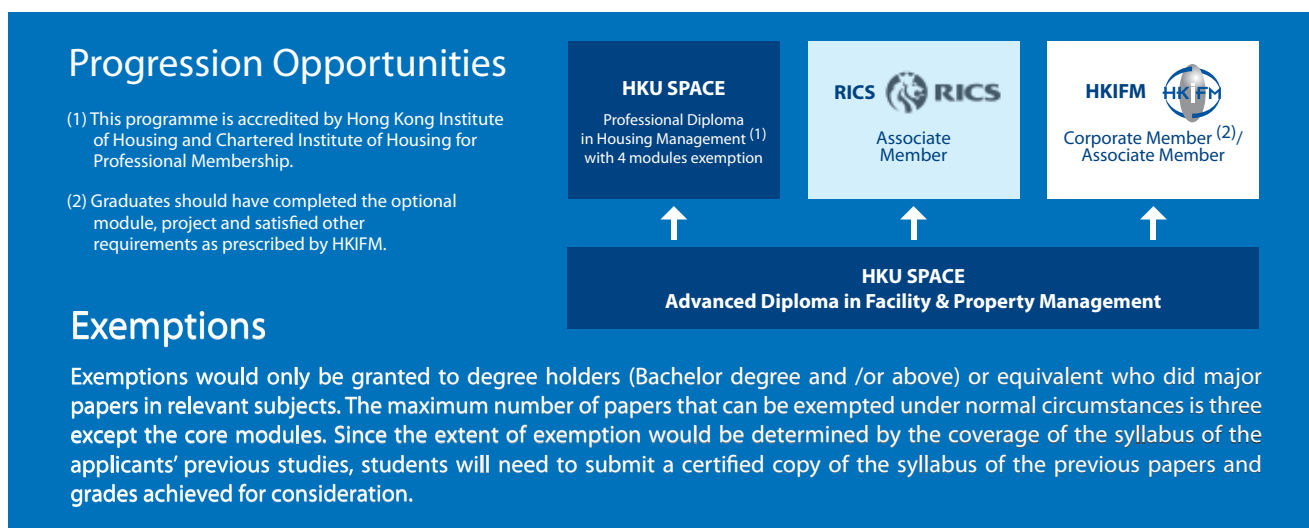 Progression Opportunities
(1) This programme is accredited by Hong Kong Institute
of Housing and Chartered Institute of Housing for
Professional Membership.
(2) Graduates should have completed the optional
module, project and satisfied other
requirements as prescribed by HKIFM.
HKU SPACE
Professional Diploma
in Housing Management (1)
with 4 modules exemption
RICS RICS
Associate
Member
HKIFM HKiFM
Corporate Member (2)/
Associate Member
HKU SPACE
Advanced Diploma in Facility & Property Management
Exemptions
Exemptions would only be granted to degree holders (Bachelor degree and /or above) or equivalent who did major
papers in relevant subjects. The maximum number of papers that can be exempted under normal circumstances is three
except the core modules. Since the extent of exemption would be determined by the coverage of the syllabus of the
applicants' previous studies, students will need to submit a certified copy of the syllabus of the previous papers and
grades achieved for consideration.